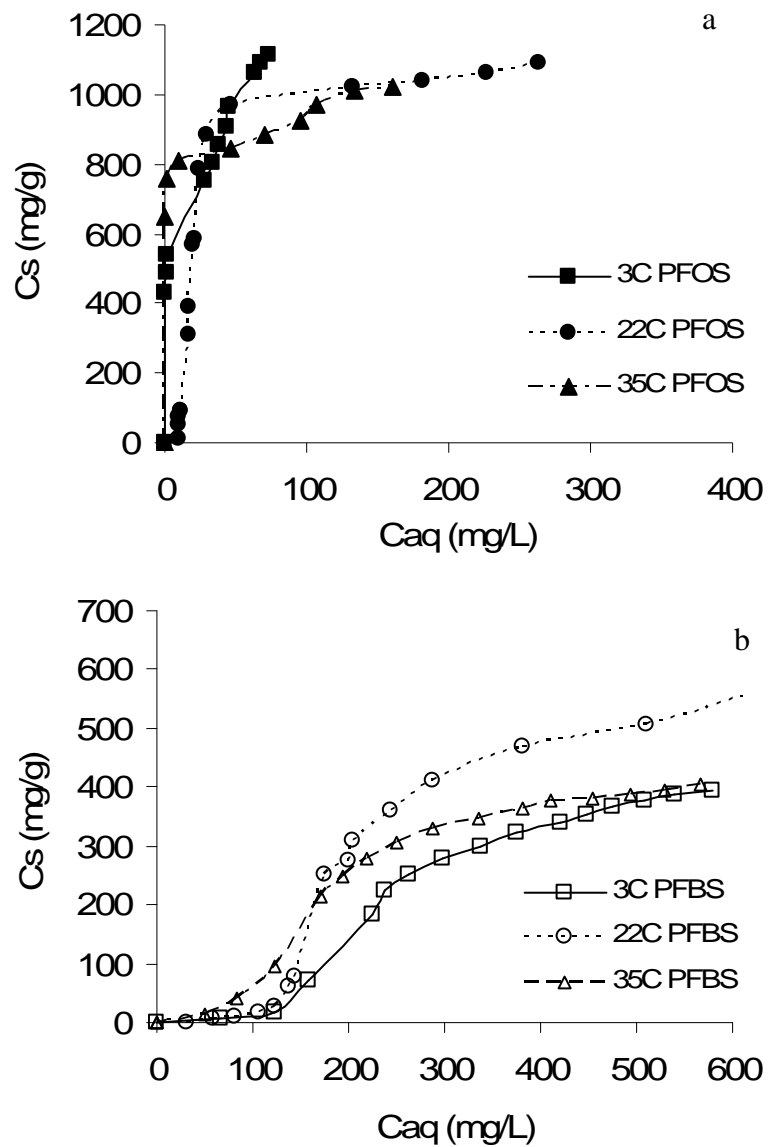 a
1200
1000
800
600
400
200
0
Cs (mg/g)
3C PFOS
22C PFOS
35C PFOS
0 100 200 300 400
Caq (mg/L)
b
700
600
500
400
300
200
100
0
Cs (mg/g)
3C PFBS
22C PFBS
35C PFBS
0 100 200 300 400 500 600
Caq (mg/L)